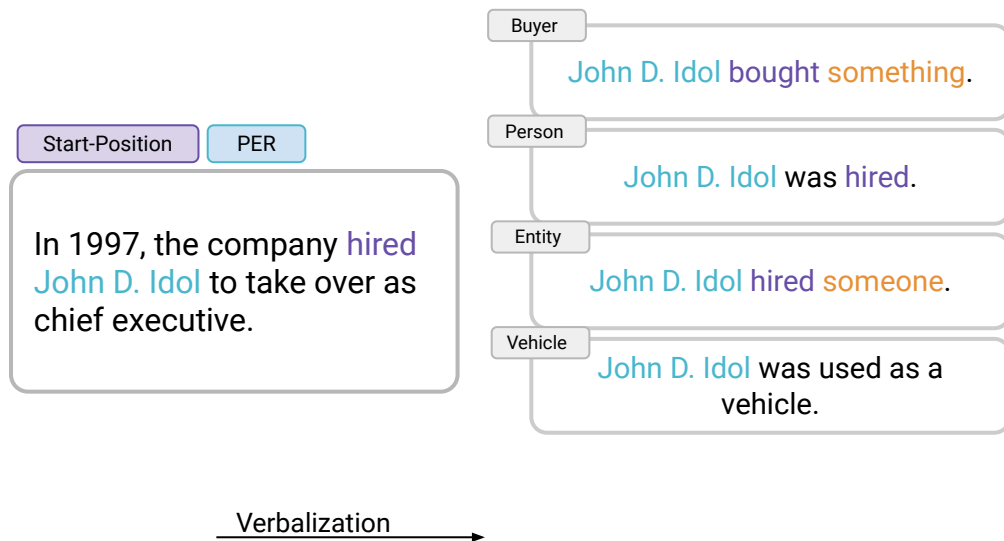 Start-Position
PER
In 1997, the company hired
John D. Idol to take over as
chief executive.
Buyer
John D. Idol bought something.
Person
John D. Idol was hired.
Entity
John D. Idol hired someone.
Vehicle
John D. Idol was used as a
vehicle.
Verbalization